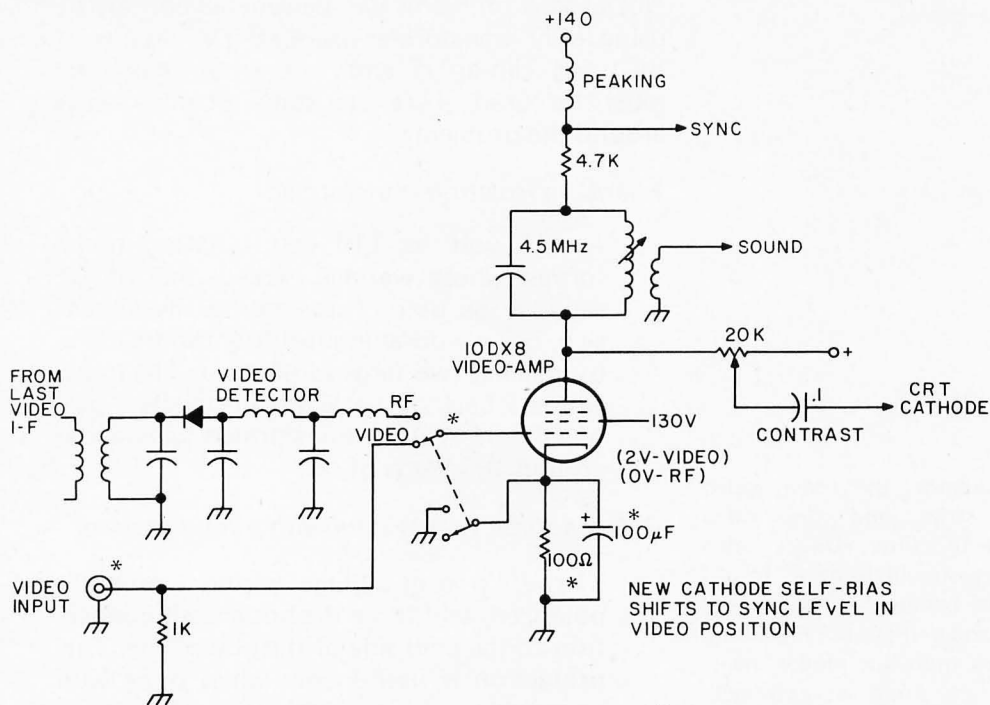 +140
PEAKING
SYNC
4.7K
4.5MHz
SOUND
20K
+
10DX8
VIDEO-AMP
FROM
LAST
VIDEO
I-F
VIDEO
DETECTOR
RF
VIDEO
*
130V
.1
CRT
CATHODE
CONTRAST
(2V-VIDEO)
(0V-RF)
+
*
100µF
100Ω
*
VIDEO
INPUT
*
1K
NEW CATHODE SELF-BIAS
SHIFTS TO SYNC LEVEL IN
VIDEO POSITION